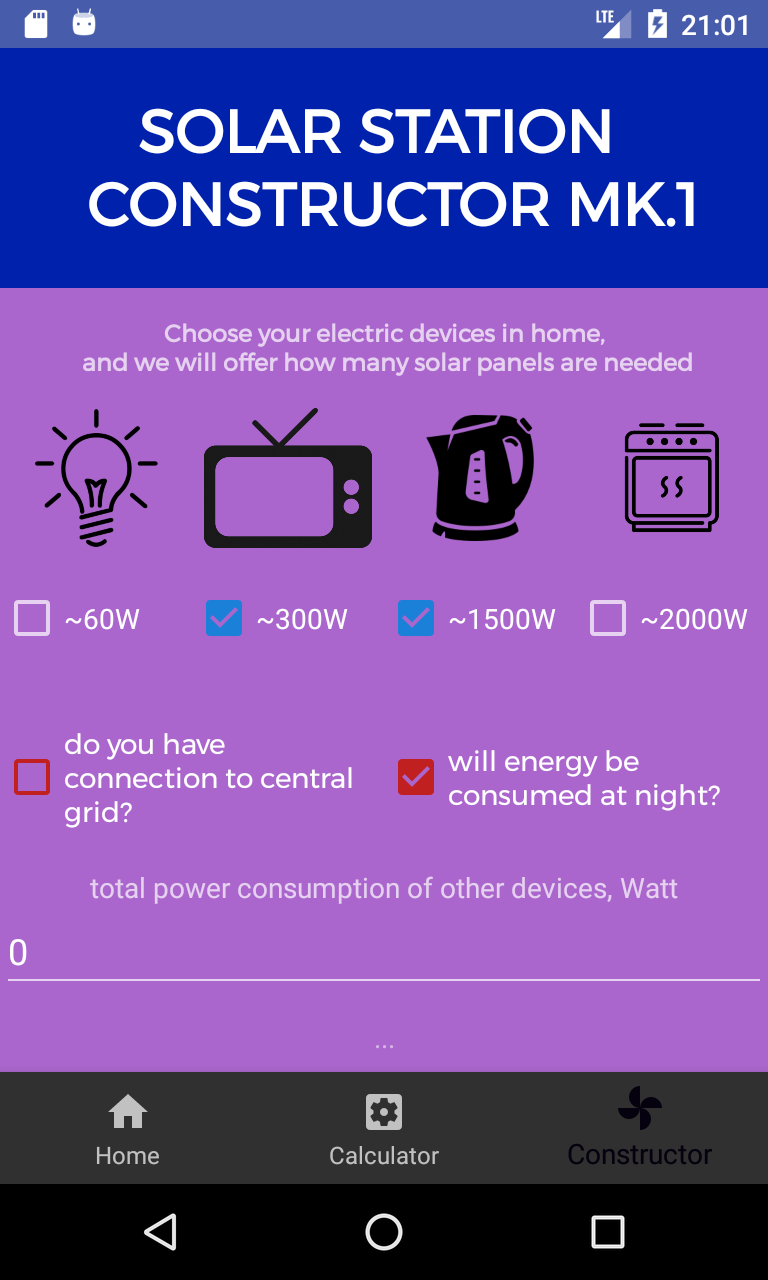 LTE 21:01
SOLAR STATION
CONSTRUCTOR MK.1
Choose your electric devices in home,
and we will offer how many solar panels are needed
~60W ~300W ~1500W ~2000W
do you have
connection to central
grid?
will energy be
consumed at night?
total power consumption of other devices, Watt
0
...
Home Calculator Constructor